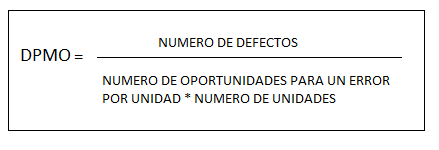 NUMERO DE DEFECTOS
DPMO =
NUMERO DE OPORTUNIDADES PARA UN ERROR
POR UNIDAD * NUMERO DE UNIDADES